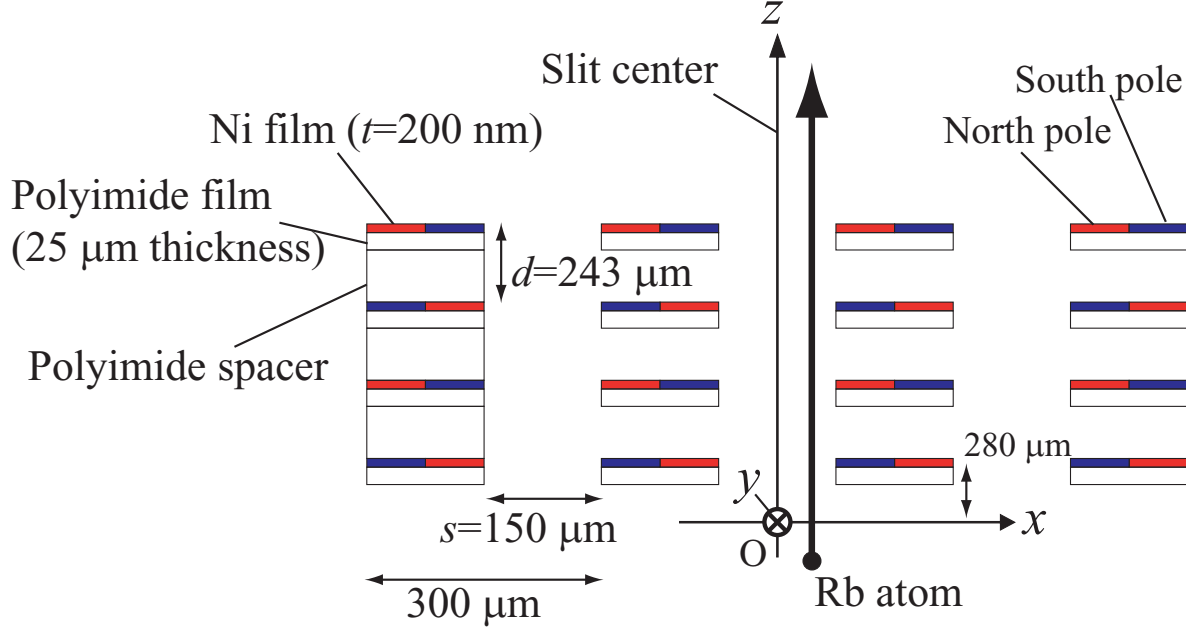 z
Slit center
South pole
North pole
Ni film (t=200 nm)
Polyimide film
(25 μm thickness)
d=243 μm
Polyimide spacer
280 μm
y
s=150 μm
x
O
Rb atom
300 μm